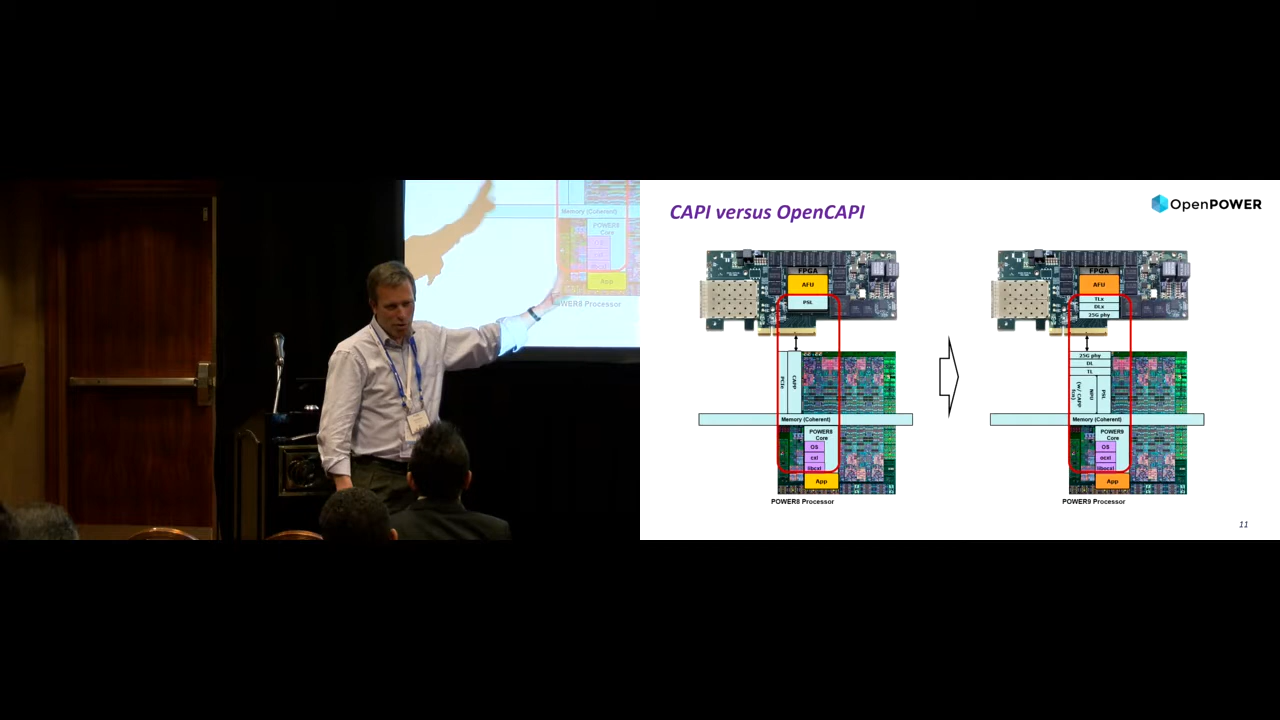 Memory (Coherent)
POWER8
Core
App
WER8 Processor
CAPI versus OpenCAPI
OpenPOWER
FPGA
AFU
PSL
PCIe
CAPP
Memory (Coherent)
POWER8
Core
OS
cxl
libcxl
App
POWER8 Processor
FPGA
AFU
TLx
DLx
25G phy
25G phy
DL
TL
NPU
PSL
Memory (Coherent)
POWER9
Core
OS
ocxl
libocxl
App
POWER9 Processor
11